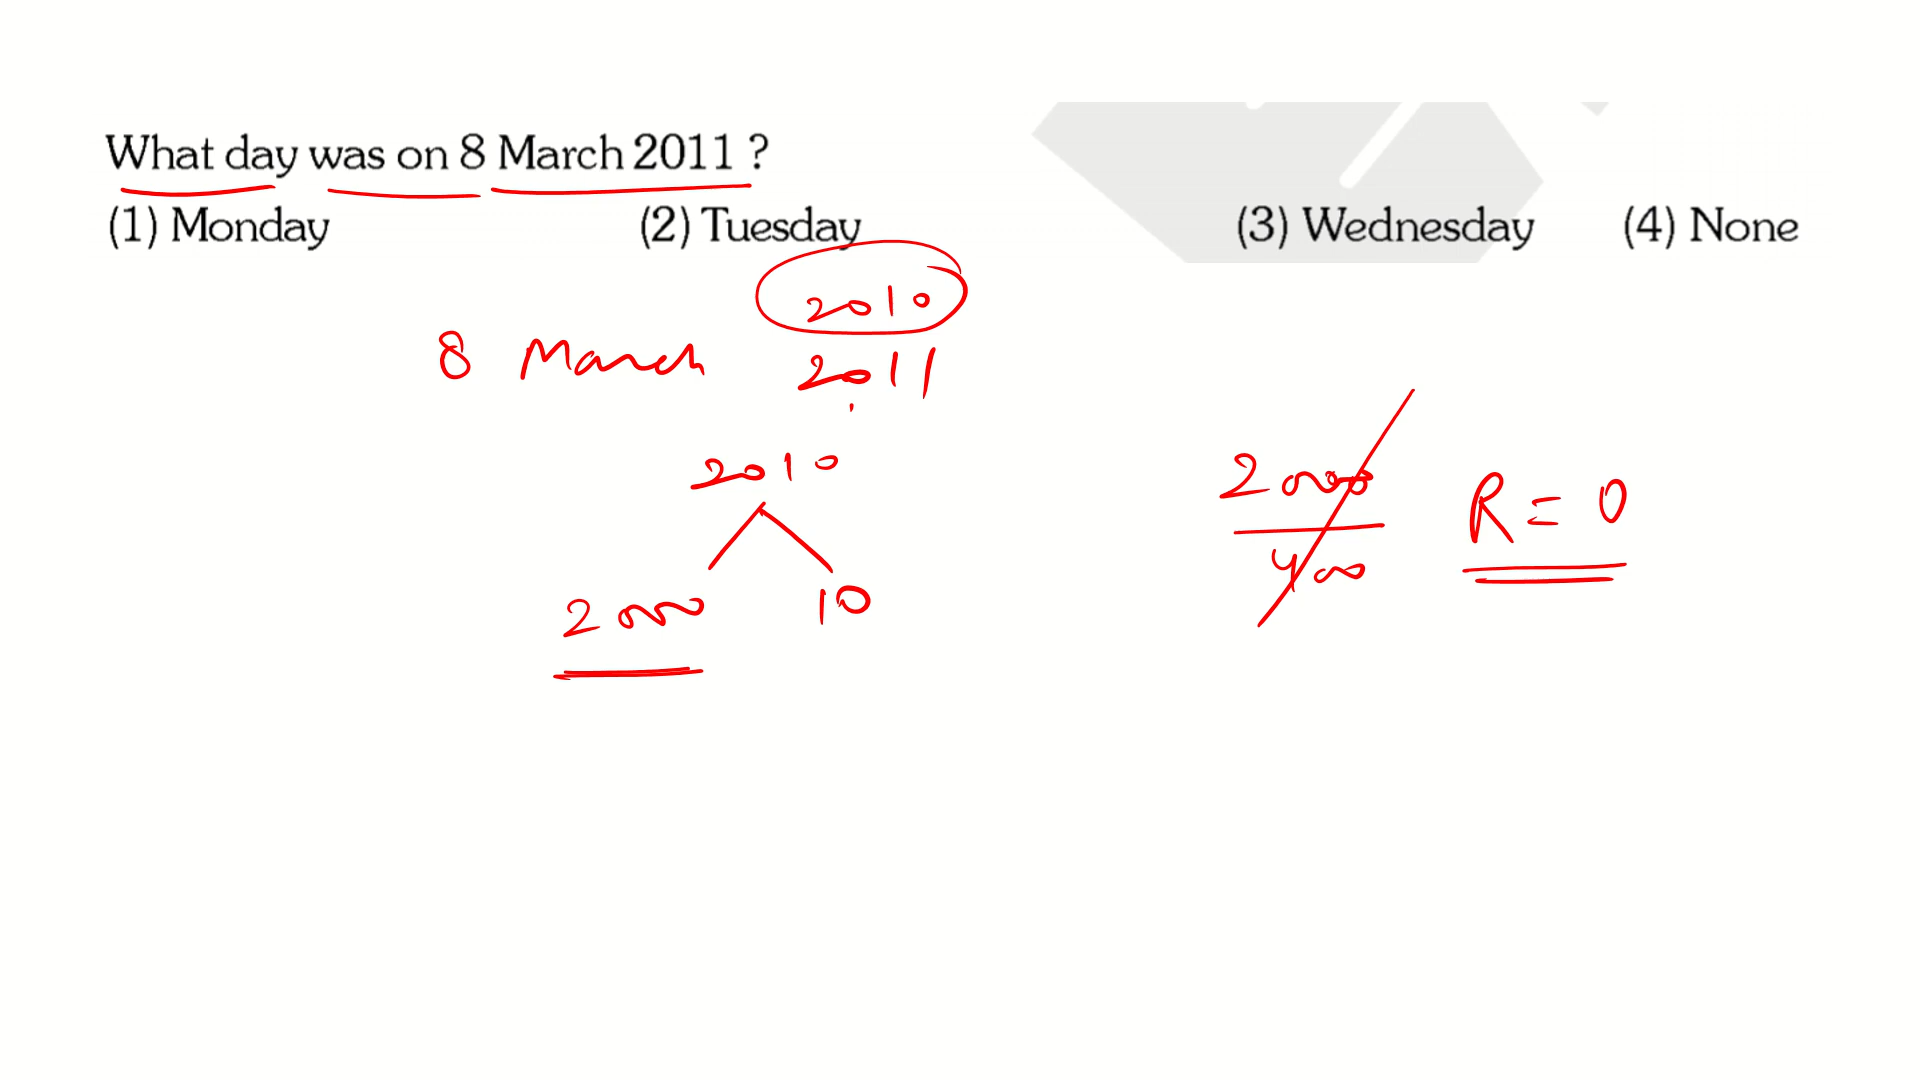 What day was on 8 March 2011 ?
(1) Monday (2) Tuesday (3) Wednesday (4) None
2010
8 March 2011
2010
2000 10
2000
400
R = 0